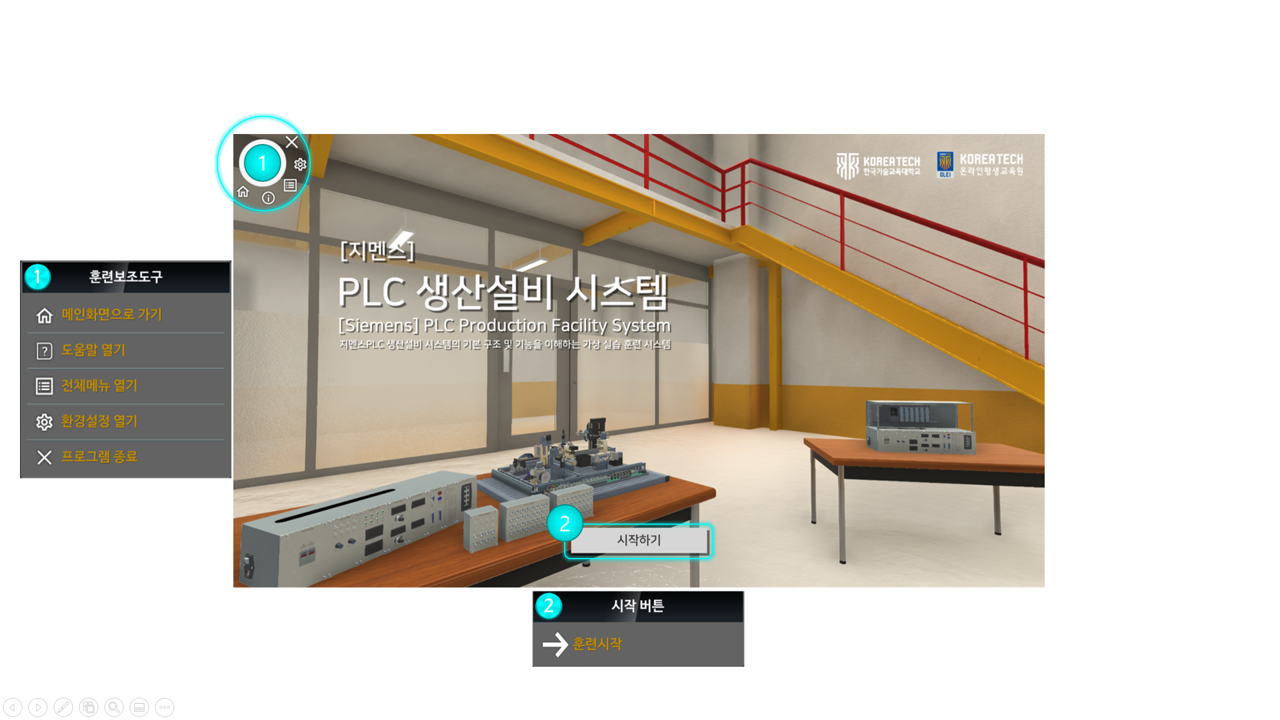 1
KOREATECH
한국기술교육대학교
OLEI
KOREATECH
온라인평생교육원
[지멘스]
PLC 생산설비 시스템
[Siemens] PLC Production Facility System
지멘스PLC 생산설비 시스템의 기본 구조 및 기능을 이해하는 가상 실습 훈련 시스템
1 훈련보조도구
메인화면으로 가기
? 도움말 열기
전체메뉴 열기
환경설정 열기
프로그램 종료
2
시작하기
2 시작 버튼
훈련시작